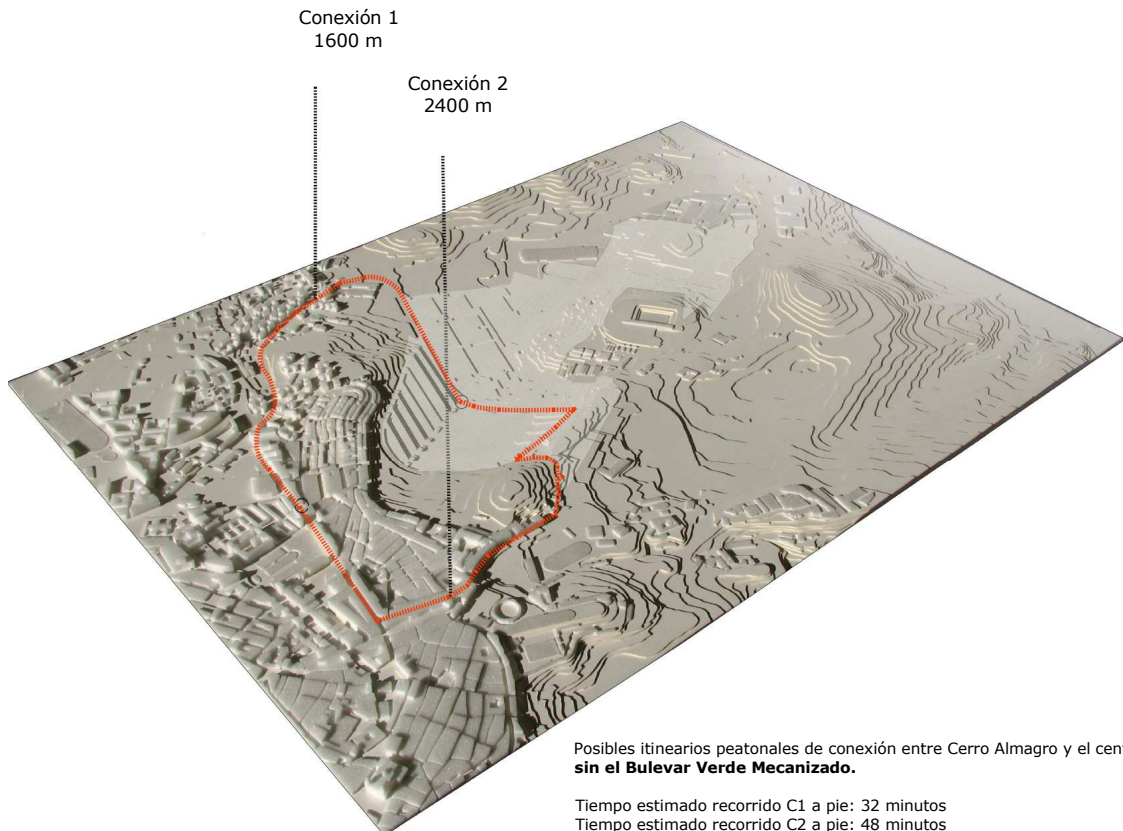 Conexión 1
1600 m
Conexión 2
2400 m
Posibles itinearios peatonales de conexión entre Cerro Almagro y el cen
sin el Bulevar Verde Mecanizado.
Tiempo estimado recorrido C1 a pie: 32 minutos
Tiempo estimado recorrido C2 a pie: 48 minutos